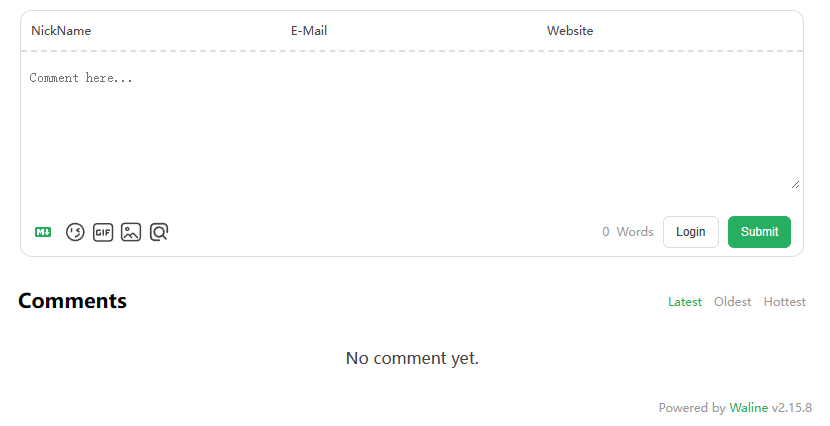 NickName E-Mail Website
Comment here...
M↓ GIF 0 Words Login Submit
Comments Latest Oldest Hottest
No comment yet.
Powered by Waline v2.15.8